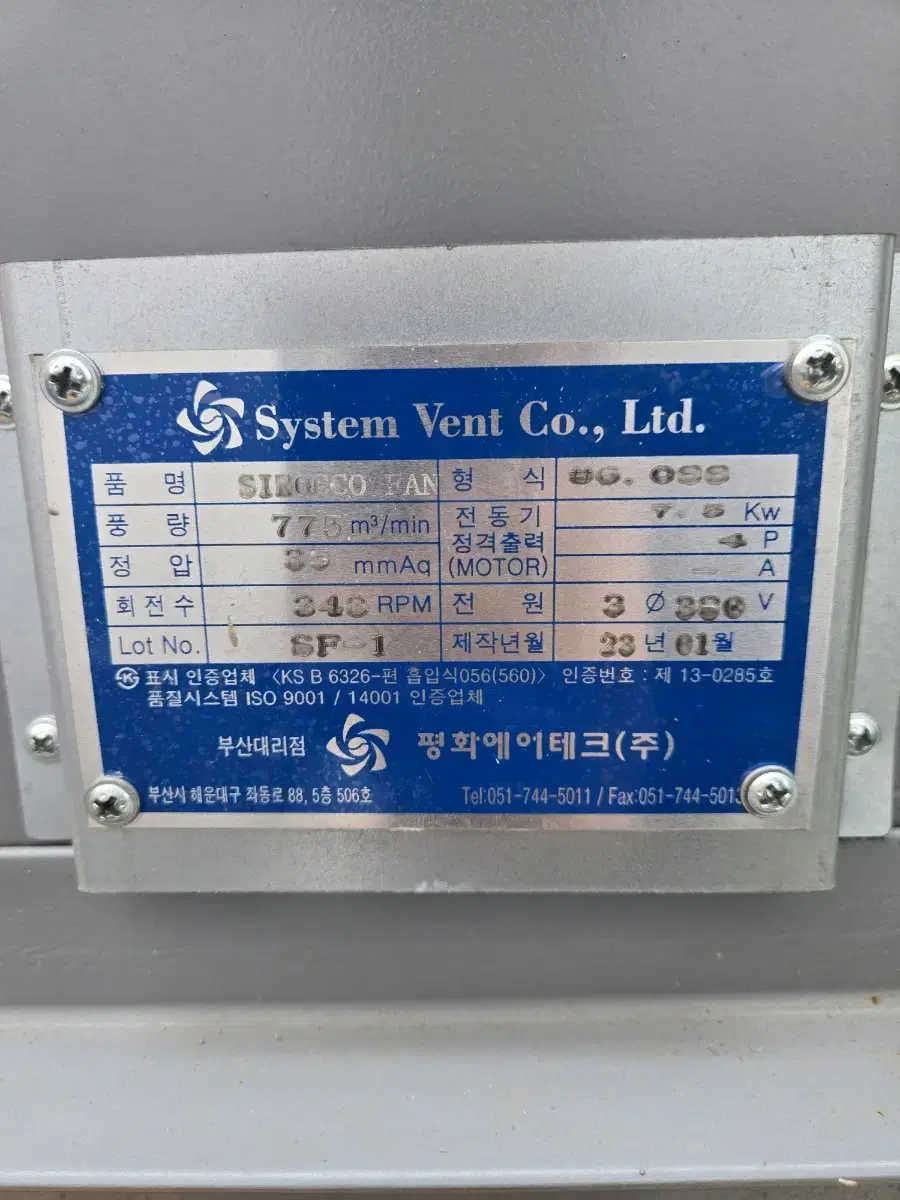 System Vent Co., Ltd.
품 명 SIROCCO FAN 형 식 #6.0SS
풍 량 775 m³/min 전 동 기 7.5 Kw
정격출력 4 P
정 압 35 mmAq (MOTOR) - A
회 전 수 343 RPM 전 원 3 Ø 380 V
Lot No. SF-1 제작년월 23 년 01 월
㉿ 표시 인증업체 〈KS B 6326-편 흡입식056(560)〉 인증번호 : 제 13-0285호
품질시스템 ISO 9001 / 14001 인증업체
부산대리점 평화에이테크(주)
부산시 해운대구 좌동로 88, 5층 506호 Tel:051-744-5011 / Fax:051-744-5013